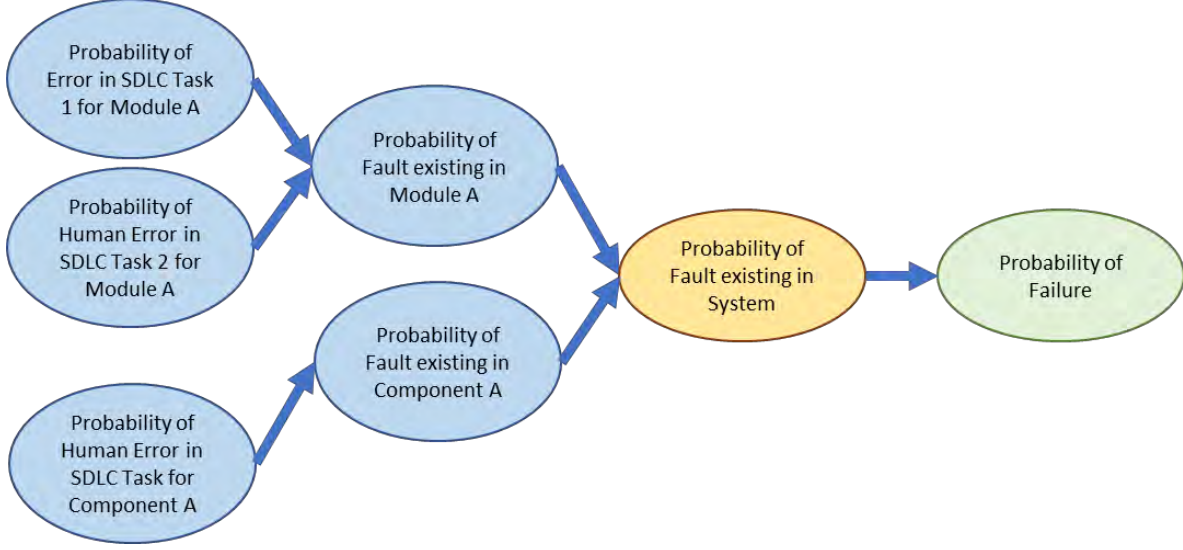 Probability of
Error in SDLC Task
1 for Module A
Probability of
Human Error in
SDLC Task 2 for
Module A
Probability of
Human Error in
SDLC Task for
Component A
Probability of
Fault existing in
Module A
Probability of
Fault existing in
Component A
Probability of
Fault existing in
System
Probability of
Failure